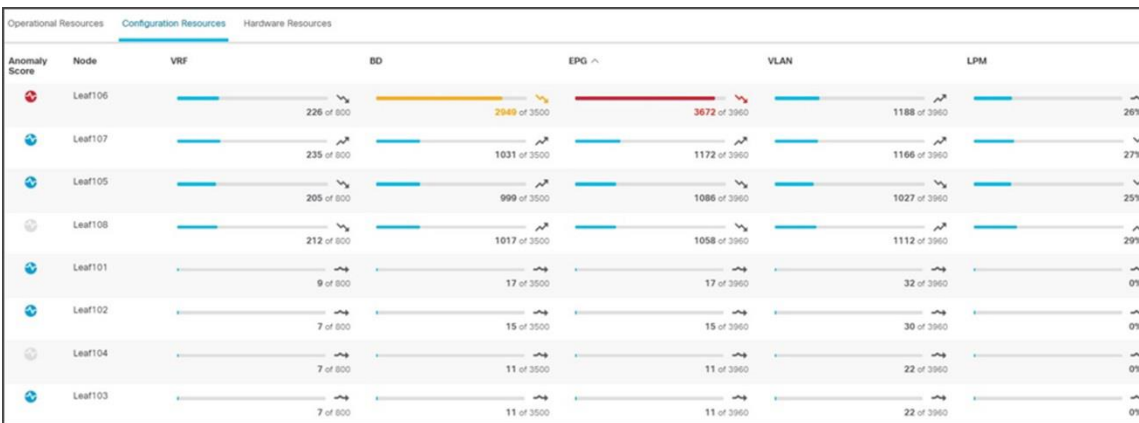 Operational Resources Configuration Resources Hardware Resources
Anomaly Score Node VRF BD EPG VLAN LPM
Leaf106
226 of 800 2949 of 3500 3672 of 3960 1188 of 3960 26%
Leaf107
235 of 800 1031 of 3500 1172 of 3960 1166 of 3960 27%
Leaf105
205 of 800 999 of 3500 1086 of 3960 1027 of 3960 25%
Leaf108
212 of 800 1017 of 3500 1058 of 3960 1112 of 3960 29%
Leaf101
9 of 800 17 of 3500 17 of 3960 32 of 3960 0%
Leaf102
7 of 800 15 of 3500 15 of 3960 30 of 3960 0%
Leaf104
7 of 800 11 of 3500 11 of 3960 22 of 3960 0%
Leaf103
7 of 800 11 of 3500 11 of 3960 22 of 3960 0%